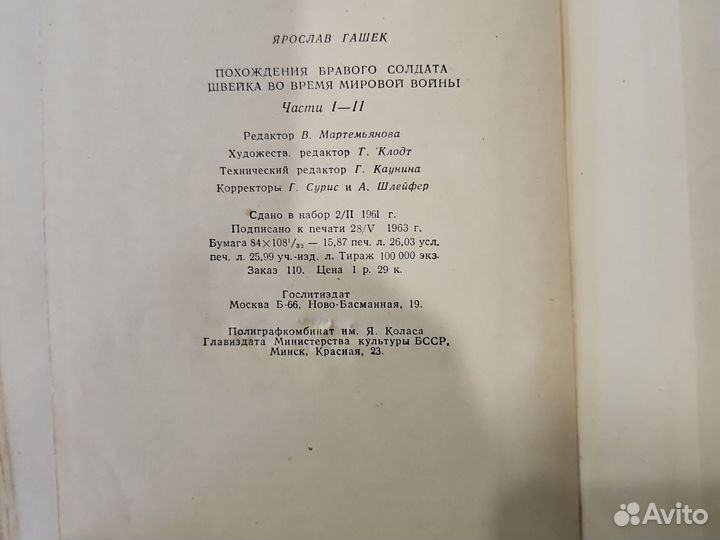 ЯРОСЛАВ ГАШЕК
ПОХОЖДЕНИЯ БРАВОГО СОЛДАТА
ШВЕЙКА ВО ВРЕМЯ МИРОВОЙ ВОЙНЫ
Части I—II
Редактор В. Мартемьянова
Художеств. редактор Т. Клодт
Технический редактор Г. Каунина
Корректоры Г. Сурис и А. Шлейфер
Сдано в набор 2/II 1961 г.
Подписано к печати 28/V 1963 г.
Бумага 84×108¹/₃₂ — 15,87 печ. л. 26,03 усл.
печ. л. 25,99 уч.-изд. л. Тираж 100 000 экз.
Заказ 110. Цена 1 р. 29 к.
Гослитиздат
Москва Б-66, Ново-Басманная, 19.
Полиграфкомбинат им. Я. Коласа
Главиздата Министерства культуры БССР,
Минск, Красная, 23.
Avito